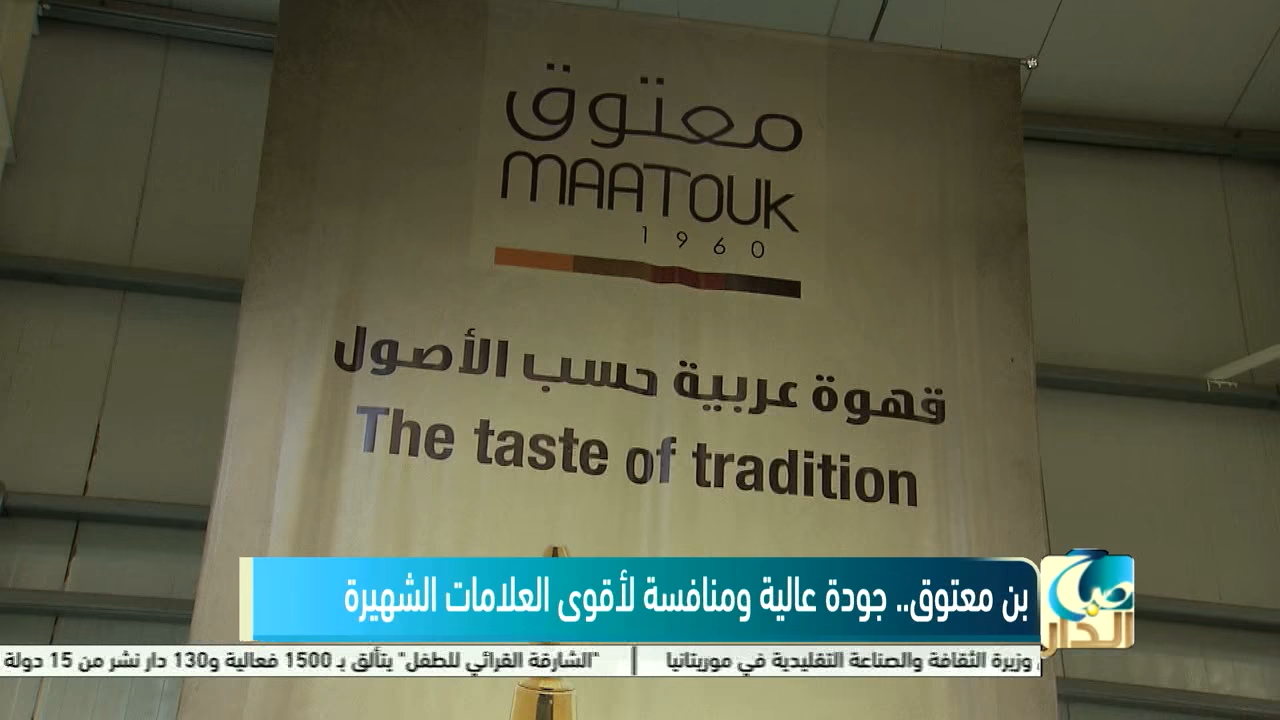 معتوق
MAATOUK
1960
قهوة عربية حسب الأصول
The taste of tradition
بن معتوق.. جودة عالية ومنافسة لأقوى العلامات الشهيرة
صباح الدار
وزيرة الثقافة والصناعة التقليدية في موريتانيا | "الشارقة القرائي للطفل" يتألق بـ 1500 فعالية و130 دار نشر من 15 دولة